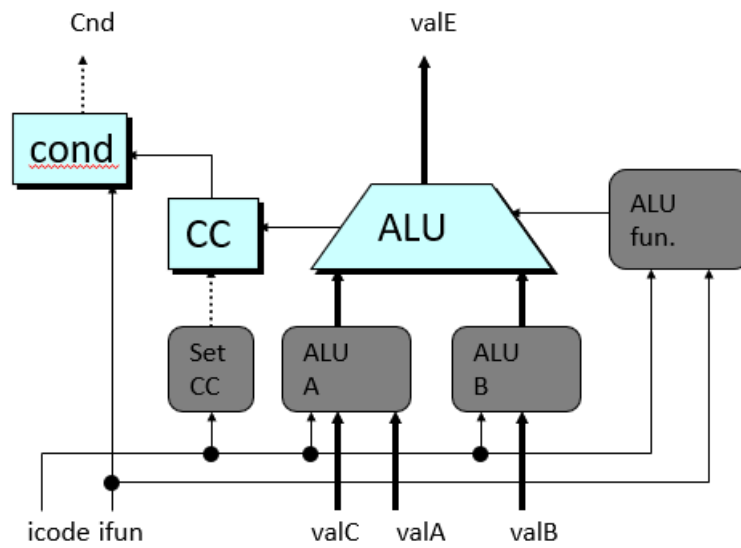 Cnd
valE
cond
CC
ALU
ALU
fun.
Set
CC
ALU
A
ALU
B
icode ifun
valC
valA
valB